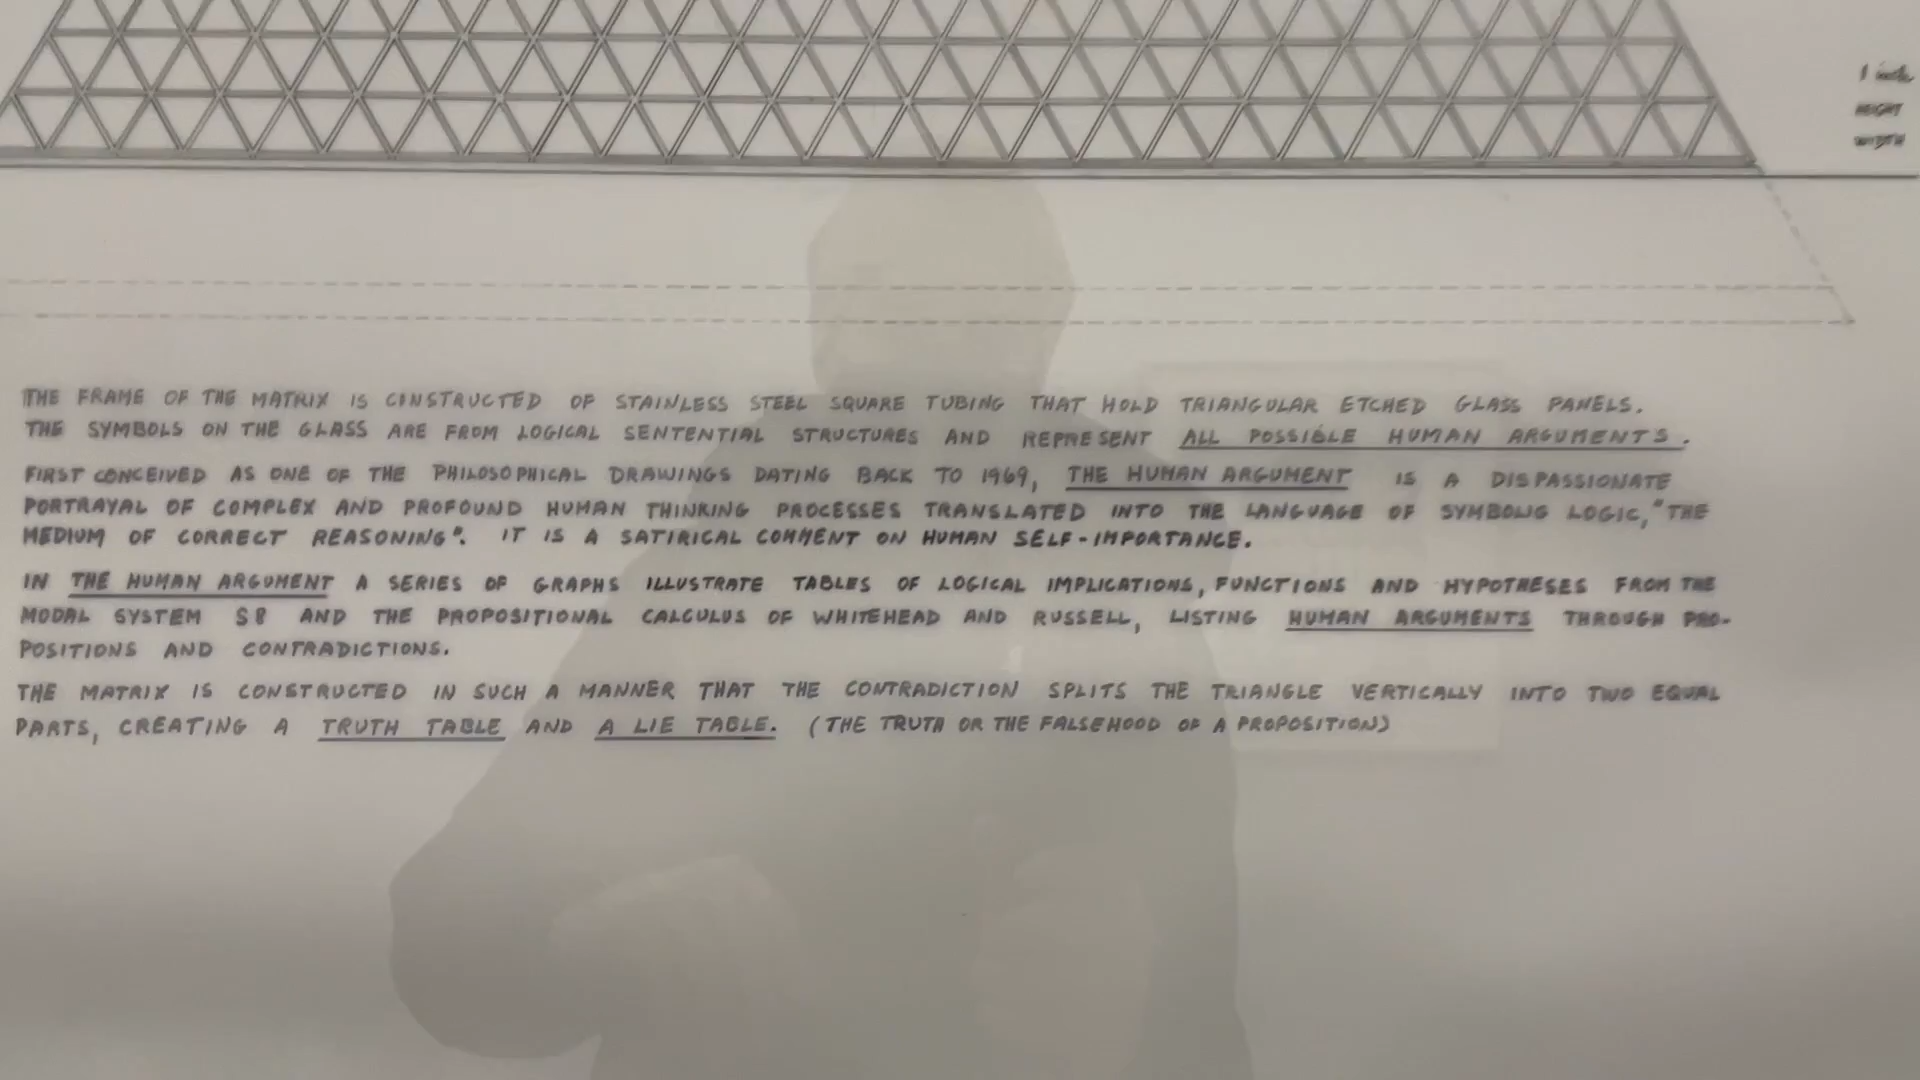 1 inch
HEIGHT
WIDTH
THE FRAME OF THE MATRIX IS CONSTRUCTED OF STAINLESS STEEL SQUARE TUBING THAT HOLD TRIANGULAR ETCHED GLASS PANELS.
THE SYMBOLS ON THE GLASS ARE FROM LOGICAL SENTENTIAL STRUCTURES AND REPRESENT ALL POSSIBLE HUMAN ARGUMENTS.
FIRST CONCEIVED AS ONE OF THE PHILOSOPHICAL DRAWINGS DATING BACK TO 1969, THE HUMAN ARGUMENT IS A DISPASSIONATE
PORTRAYAL OF COMPLEX AND PROFOUND HUMAN THINKING PROCESSES TRANSLATED INTO THE LANGUAGE OF SYMBOLIC LOGIC, "THE
MEDIUM OF CORRECT REASONING". IT IS A SATIRICAL COMMENT ON HUMAN SELF-IMPORTANCE.
IN THE HUMAN ARGUMENT A SERIES OF GRAPHS ILLUSTRATE TABLES OF LOGICAL IMPLICATIONS, FUNCTIONS AND HYPOTHESES FROM THE
MODAL SYSTEM S8 AND THE PROPOSITIONAL CALCULUS OF WHITEHEAD AND RUSSELL, LISTING HUMAN ARGUMENTS THROUGH PRO-
POSITIONS AND CONTRADICTIONS.
THE MATRIX IS CONSTRUCTED IN SUCH A MANNER THAT THE CONTRADICTION SPLITS THE TRIANGLE VERTICALLY INTO TWO EQUAL
PARTS, CREATING A TRUTH TABLE AND A LIE TABLE. (THE TRUTH OR THE FALSEHOOD OF A PROPOSITION)